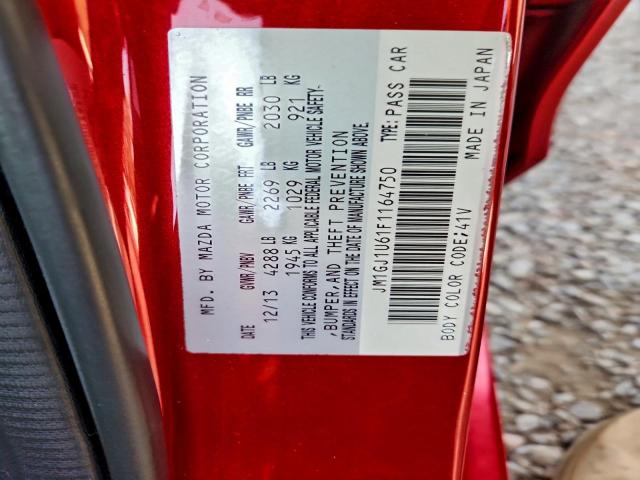 MFD. BY MAZDA MOTOR CORPORATION
DATE GVWR/PNBV GAWR/PNBE FRT GAWR/PNBE RR
12/13 4288 LB 2269 LB 2030 LB
1945 KG 1029 KG 921 KG
THIS VEHICLE CONFORMS TO ALL APPLICABLE FEDERAL MOTOR VEHICLE SAFETY,
,BUMPER,AND THEFT PREVENTION
STANDARDS IN EFFECT ON THE DATE OF MANUFACTURE SHOWN ABOVE.
JM1GJ1U61F1164750 TYPE:PASS CAR
BODY COLOR CODE:41V MADE IN JAPAN